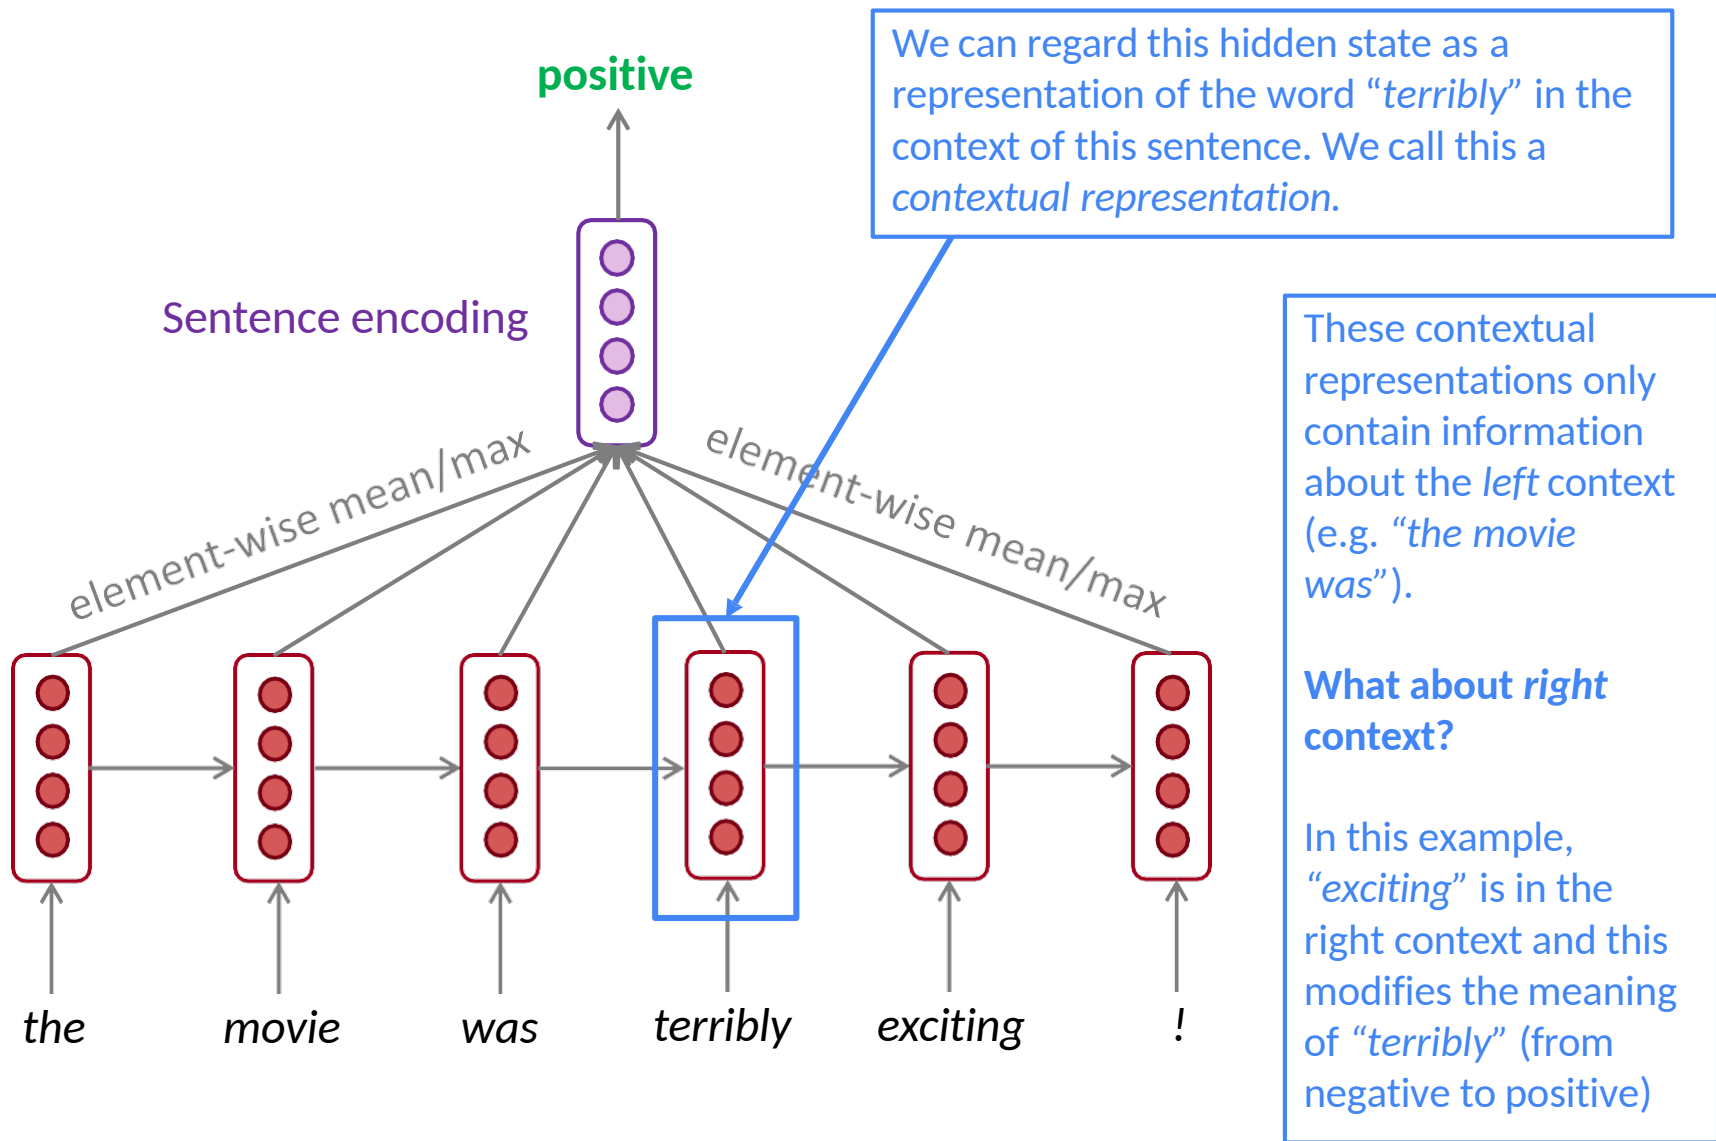 positive
We can regard this hidden state as a
representation of the word “terribly” in the
context of this sentence. We call this a
contextual representation.
Sentence encoding
element-wise mean/max
element-wise mean/max
These contextual
representations only
contain information
about the left context
(e.g. “the movie
was”).
What about right
context?
In this example,
“exciting” is in the
right context and this
modifies the meaning
of “terribly” (from
negative to positive)
the
movie
was
terribly
exciting
!